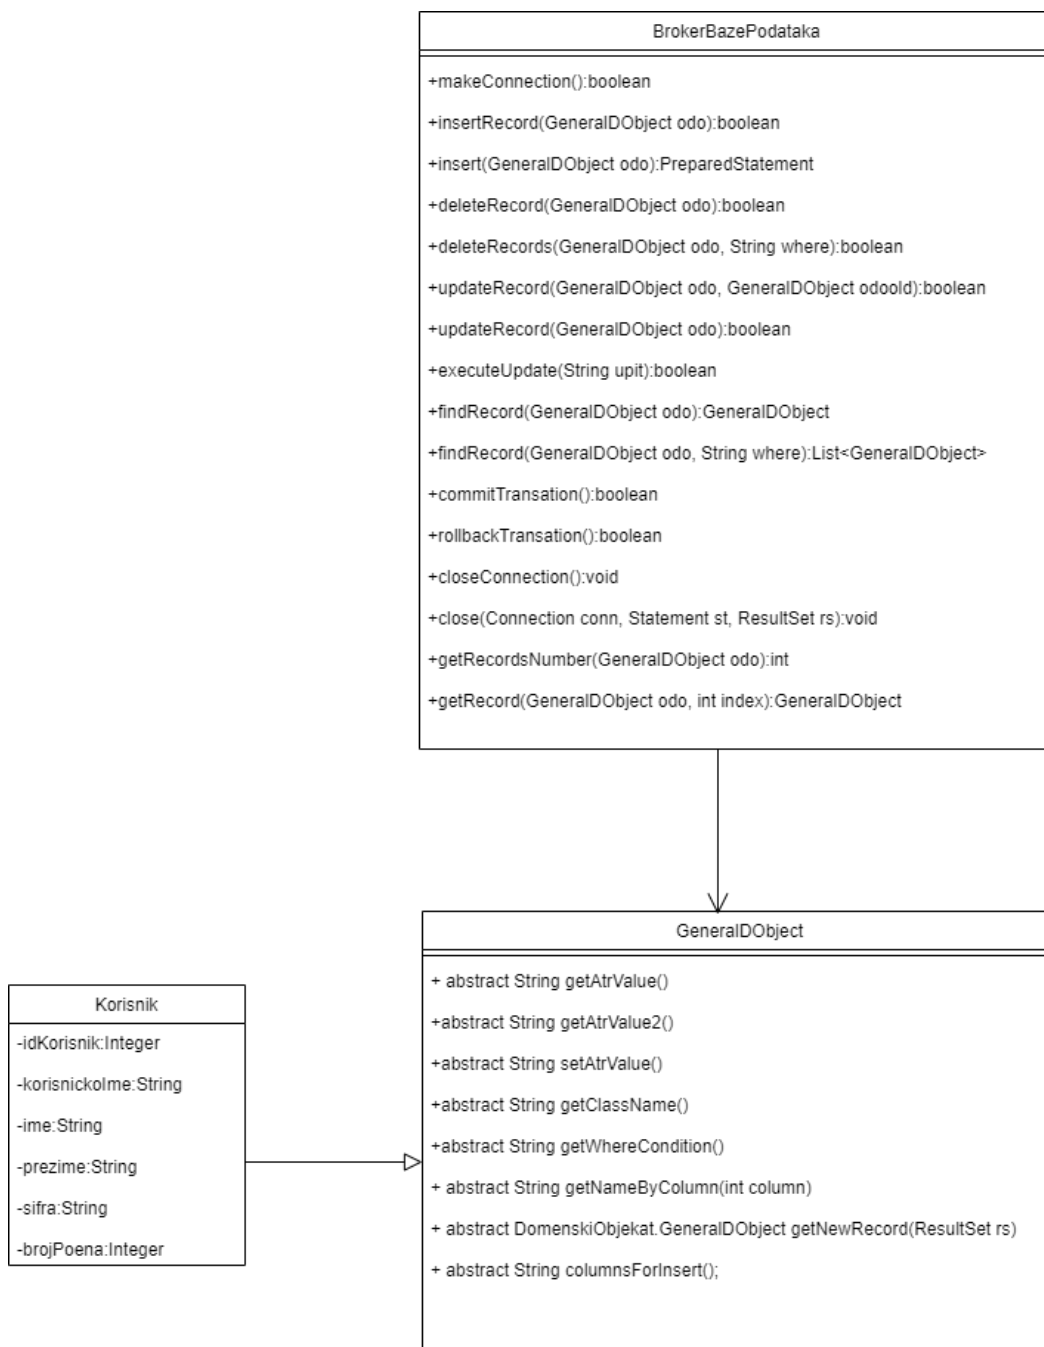 BrokerBazePodataka
+makeConnection():boolean
+insertRecord(GeneralDObject odo):boolean
+insert(GeneralDObject odo):PreparedStatement
+deleteRecord(GeneralDObject odo):boolean
+deleteRecords(GeneralDObject odo, String where):boolean
+updateRecord(GeneralDObject odo, GeneralDObject odoold):boolean
+updateRecord(GeneralDObject odo):boolean
+executeUpdate(String upit):boolean
+findRecord(GeneralDObject odo):GeneralDObject
+findRecord(GeneralDObject odo, String where):List<GeneralDObject>
+commitTransation():boolean
+rollbackTransation():boolean
+closeConnection():void
+close(Connection conn, Statement st, ResultSet rs):void
+getRecordsNumber(GeneralDObject odo):int
+getRecord(GeneralDObject odo, int index):GeneralDObject
GeneralDObject
+ abstract String getAtrValue()
+abstract String getAtrValue2()
+abstract String setAtrValue()
+abstract String getClassName()
+abstract String getWhereCondition()
+ abstract String getNameByColumn(int column)
+ abstract DomenskiObjekat.GeneralDObject getNewRecord(ResultSet rs)
+ abstract String columnsForInsert();
Korisnik
-idKorisnik:Integer
-korisnickoIme:String
-ime:String
-prezime:String
-sifra:String
-brojPoena:Integer